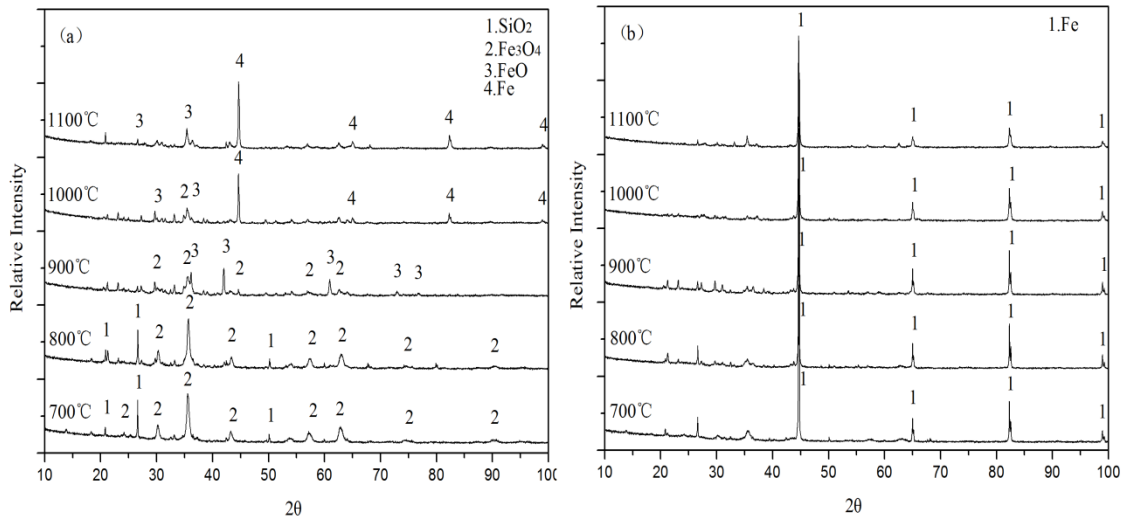 (a)
1.SiO₂
2.Fe₃O₄
3.FeO
4.Fe
4
1100℃
3 3 4 4 4
4
1000℃
3 2 3 4 4 4
900℃
2 2 3 3 2 2 3 2 3 3
2
800℃
1 1 2 2 1 2 2 2 2
2
700℃
1 2 1 2 2 1 2 2 2 2
10 20 30 40 50 60 70 80 90 100
2θ
Relative Intensity
(b)
1
1.Fe
1100℃
1 1 1
1000℃
1 1 1 1
900℃
1 1 1 1
800℃
1 1 1 1
700℃
1 1 1 1
10 20 30 40 50 60 70 80 90 100
2θ
Relative Intensity